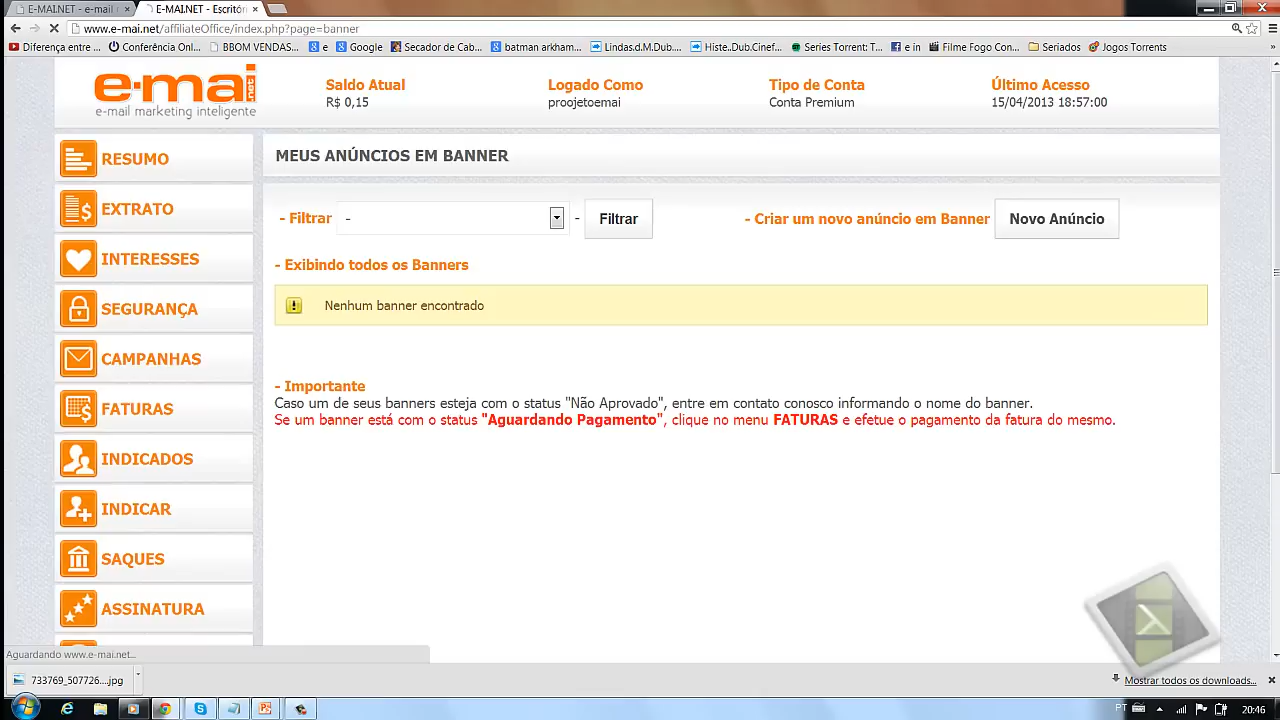 E-MAI.NET - e-mail
E-MAI.NET - Escritóri
www.e-mai.net/affiliateOffice/index.php?page=banner
Diferença entre ...
Conferência Onl...
BBOM VENDAS...
e
Google
Secador de Cab...
batman arkham...
Lindas.d.M.Dub...
Histe..Dub.Cinef...
Series Torrent: T...
e in
Filme Fogo Con...
Seriados
Jogos Torrents
»
e-mai.net
e-mail marketing inteligente
Saldo Atual
R$ 0,15
Logado Como
proojetoemai
Tipo de Conta
Conta Premium
Último Acesso
15/04/2013 18:57:00
RESUMO
EXTRATO
INTERESSES
SEGURANÇA
CAMPANHAS
FATURAS
INDICADOS
INDICAR
SAQUES
ASSINATURA
MEUS ANÚNCIOS EM BANNER
- Filtrar - - Filtrar
- Criar um novo anúncio em Banner Novo Anúncio
- Exibindo todos os Banners
Nenhum banner encontrado
- Importante
Caso um de seus banners esteja com o status "Não Aprovado", entre em contato conosco informando o nome do banner.
Se um banner está com o status "Aguardando Pagamento", clique no menu FATURAS e efetue o pagamento da fatura do mesmo.
Aguardando www.e-mai.net...
733769_507726....jpg
Mostrar todos os downloads...
PT
20:46